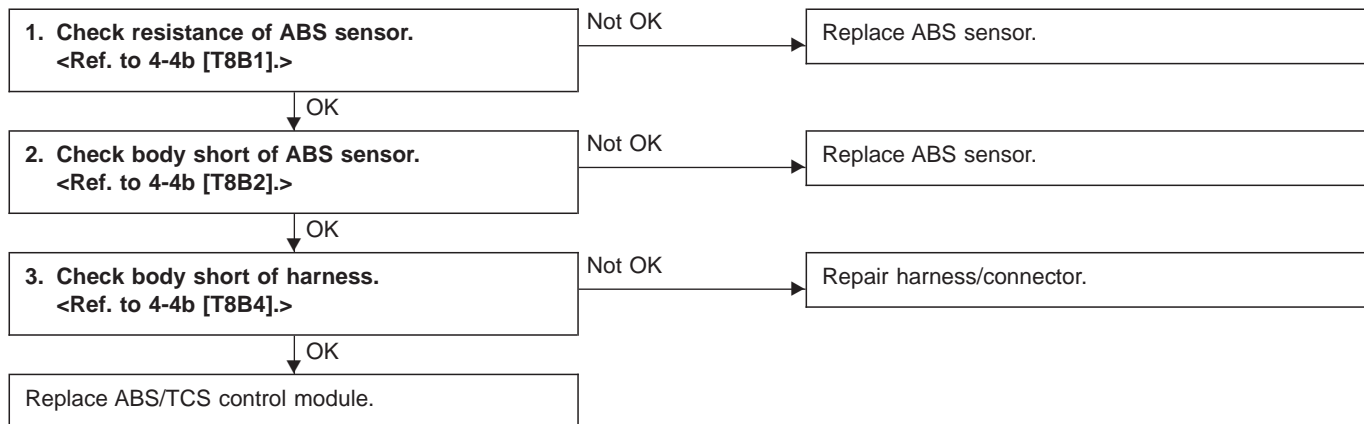 1. Check resistance of ABS sensor.
<Ref. to 4-4b [T8B1].>
Not OK
Replace ABS sensor.
OK
2. Check body short of ABS sensor.
<Ref. to 4-4b [T8B2].>
Not OK
Replace ABS sensor.
OK
3. Check body short of harness.
<Ref. to 4-4b [T8B4].>
Not OK
Repair harness/connector.
OK
Replace ABS/TCS control module.